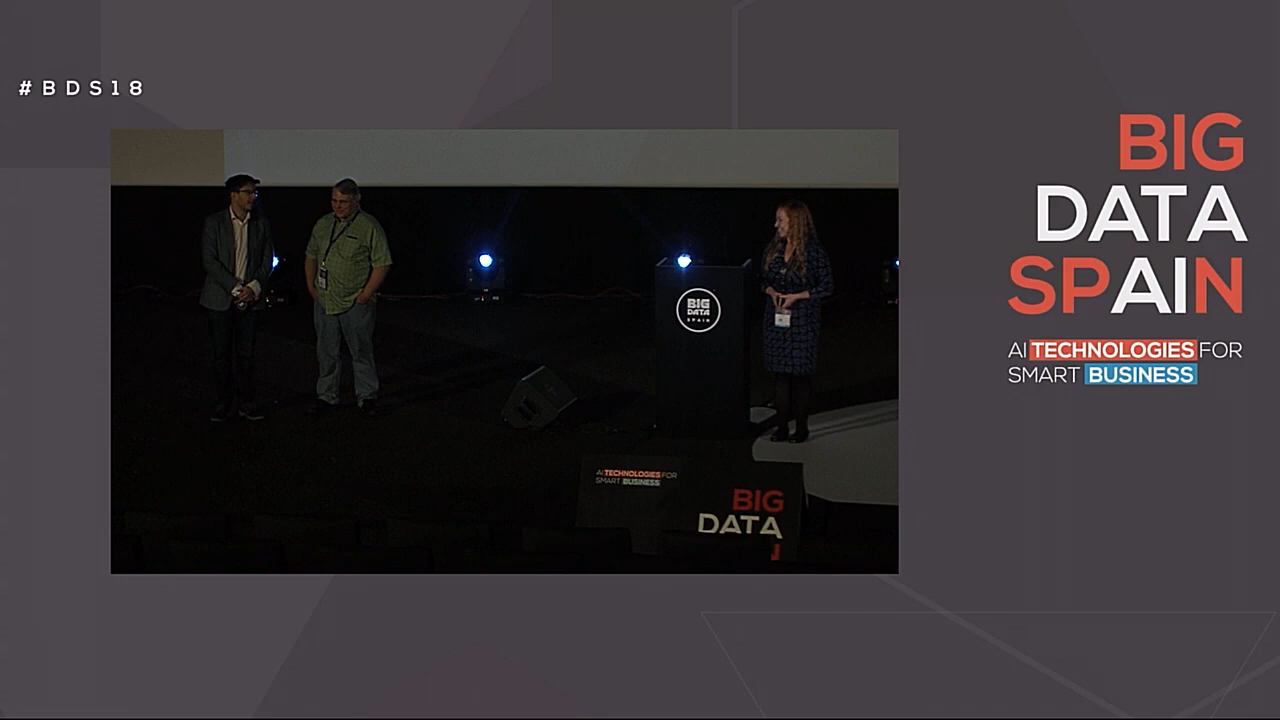 #BDS18
BIG
DATA
SPAIN
AI TECHNOLOGIES FOR
SMART BUSINESS
BIG
DATA
SPAIN
AI TECHNOLOGIES FOR
SMART BUSINESS
BIG
DATA